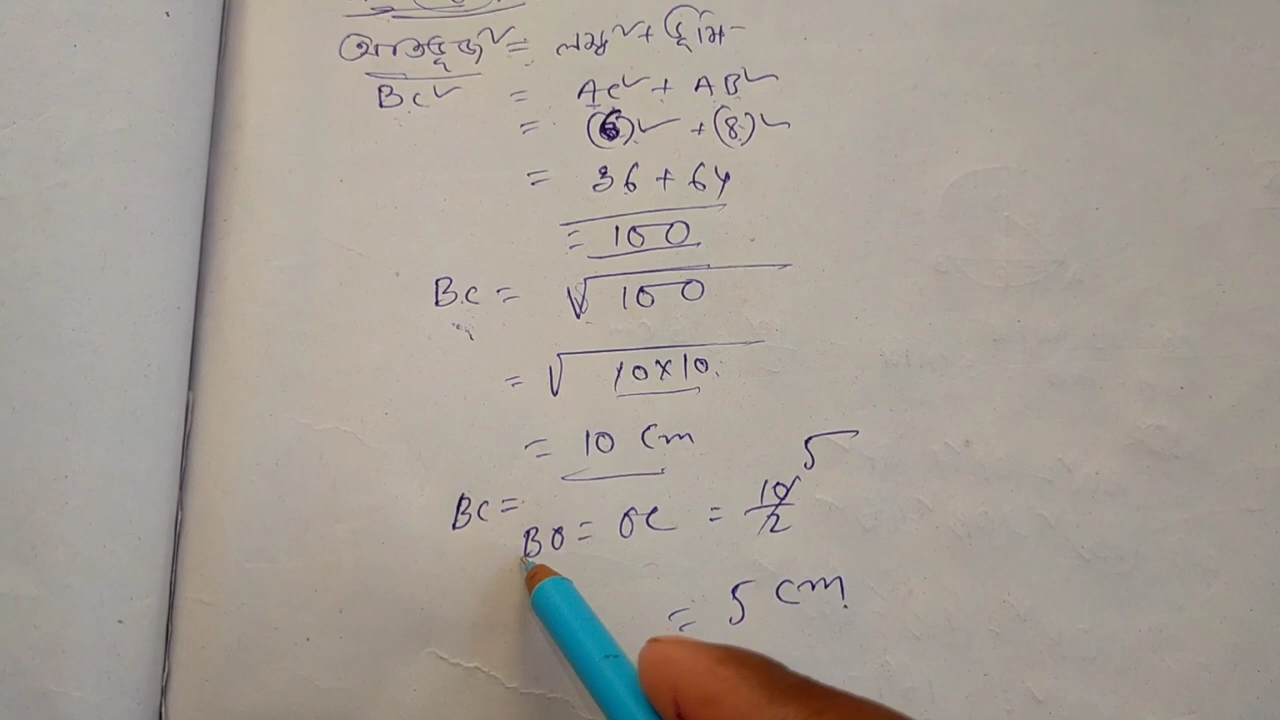 অতিভূজ² = লম্ব² + ভূমি²
BC² = AC² + AB²
= (6)² + (8)²
= 36 + 64
= 100
BC = √100
= √10×10
= 10 cm
BC =
BO = OC = 10/2 5
= 5 cm